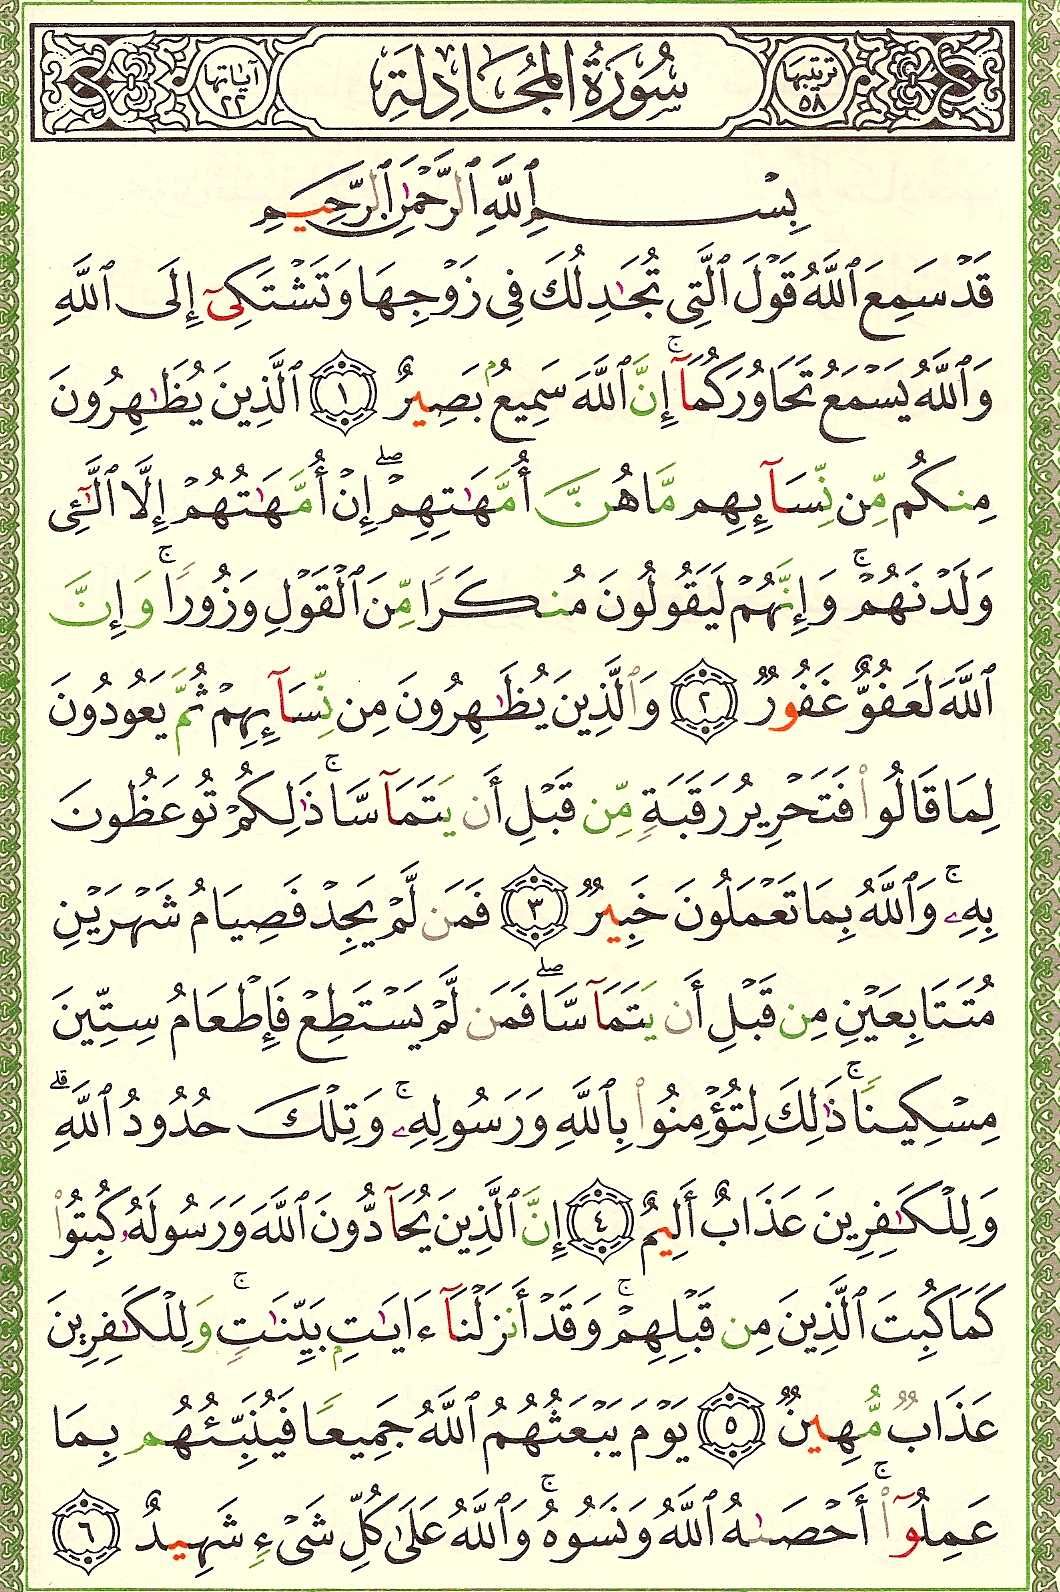 ترتيبها ٥٨ سُورَةُ المُجَادِلَةِ آياتها ٢٢
بِسْمِ ٱللَّهِ ٱلرَّحْمَٰنِ ٱلرَّحِيمِ
قَدْ سَمِعَ ٱللَّهُ قَوْلَ ٱلَّتِى تُجَٰدِلُكَ فِى زَوْجِهَا وَتَشْتَكِىٓ إِلَى ٱللَّهِ
وَٱللَّهُ يَسْمَعُ تَحَاوُرَكُمَآ ۚ إِنَّ ٱللَّهَ سَمِيعٌۢ بَصِيرٌ ١ ٱلَّذِينَ يُظَٰهِرُونَ
مِنكُم مِّن نِّسَآئِهِم مَّا هُنَّ أُمَّهَٰتِهِمْ ۖ إِنْ أُمَّهَٰتُهُمْ إِلَّا ٱلَّٰٓـِٔى
وَلَدْنَهُمْ ۚ وَإِنَّهُمْ لَيَقُولُونَ مُنكَرًا مِّنَ ٱلْقَوْلِ وَزُورًا ۚ وَإِنَّ
ٱللَّهَ لَعَفُوٌّ غَفُورٌ ٢ وَٱلَّذِينَ يُظَٰهِرُونَ مِن نِّسَآئِهِمْ ثُمَّ يَعُودُونَ
لِمَا قَالُوا۟ فَتَحْرِيرُ رَقَبَةٍ مِّن قَبْلِ أَن يَتَمَآسَّا ۚ ذَٰلِكُمْ تُوعَظُونَ
بِهِۦ ۚ وَٱللَّهُ بِمَا تَعْمَلُونَ خَبِيرٌ ٣ فَمَن لَّمْ يَجِدْ فَصِيَامُ شَهْرَيْنِ
مُتَتَابِعَيْنِ مِن قَبْلِ أَن يَتَمَآسَّا ۖ فَمَن لَّمْ يَسْتَطِعْ فَإِطْعَامُ سِتِّينَ
مِسْكِينًا ۚ ذَٰلِكَ لِتُؤْمِنُوا۟ بِٱللَّهِ وَرَسُولِهِۦ ۚ وَتِلْكَ حُدُودُ ٱللَّهِ ۗ
وَلِلْكَٰفِرِينَ عَذَابٌ أَلِيمٌ ٤ إِنَّ ٱلَّذِينَ يُحَآدُّونَ ٱللَّهَ وَرَسُولَهُۥ كُبِتُوا۟
كَمَا كُبِتَ ٱلَّذِينَ مِن قَبْلِهِمْ ۚ وَقَدْ أَنزَلْنَآ ءَايَٰتٍۭ بَيِّنَٰتٍ ۚ وَلِلْكَٰفِرِينَ
عَذَابٌ مُّهِينٌ ٥ يَوْمَ يَبْعَثُهُمُ ٱللَّهُ جَمِيعًا فَيُنَبِّئُهُم بِمَا
عَمِلُوٓا۟ ۚ أَحْصَىٰهُ ٱللَّهُ وَنَسُوهُ ۚ وَٱللَّهُ عَلَىٰ كُلِّ شَىْءٍ شَهِيدٌ ٦